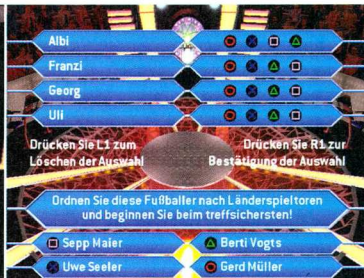 Albi
Franzi
Georg
Uli
Drücken Sie L1 zum
Löschen der Auswahl
Drücken Sie R1 zur
Bestätigung der Auswahl
Ordnen Sie diese Fußballer nach Länderspieltoren
und beginnen Sie beim treffsichersten!
Sepp Maier
Berti Vogts
Uwe Seeler
Gerd Müller